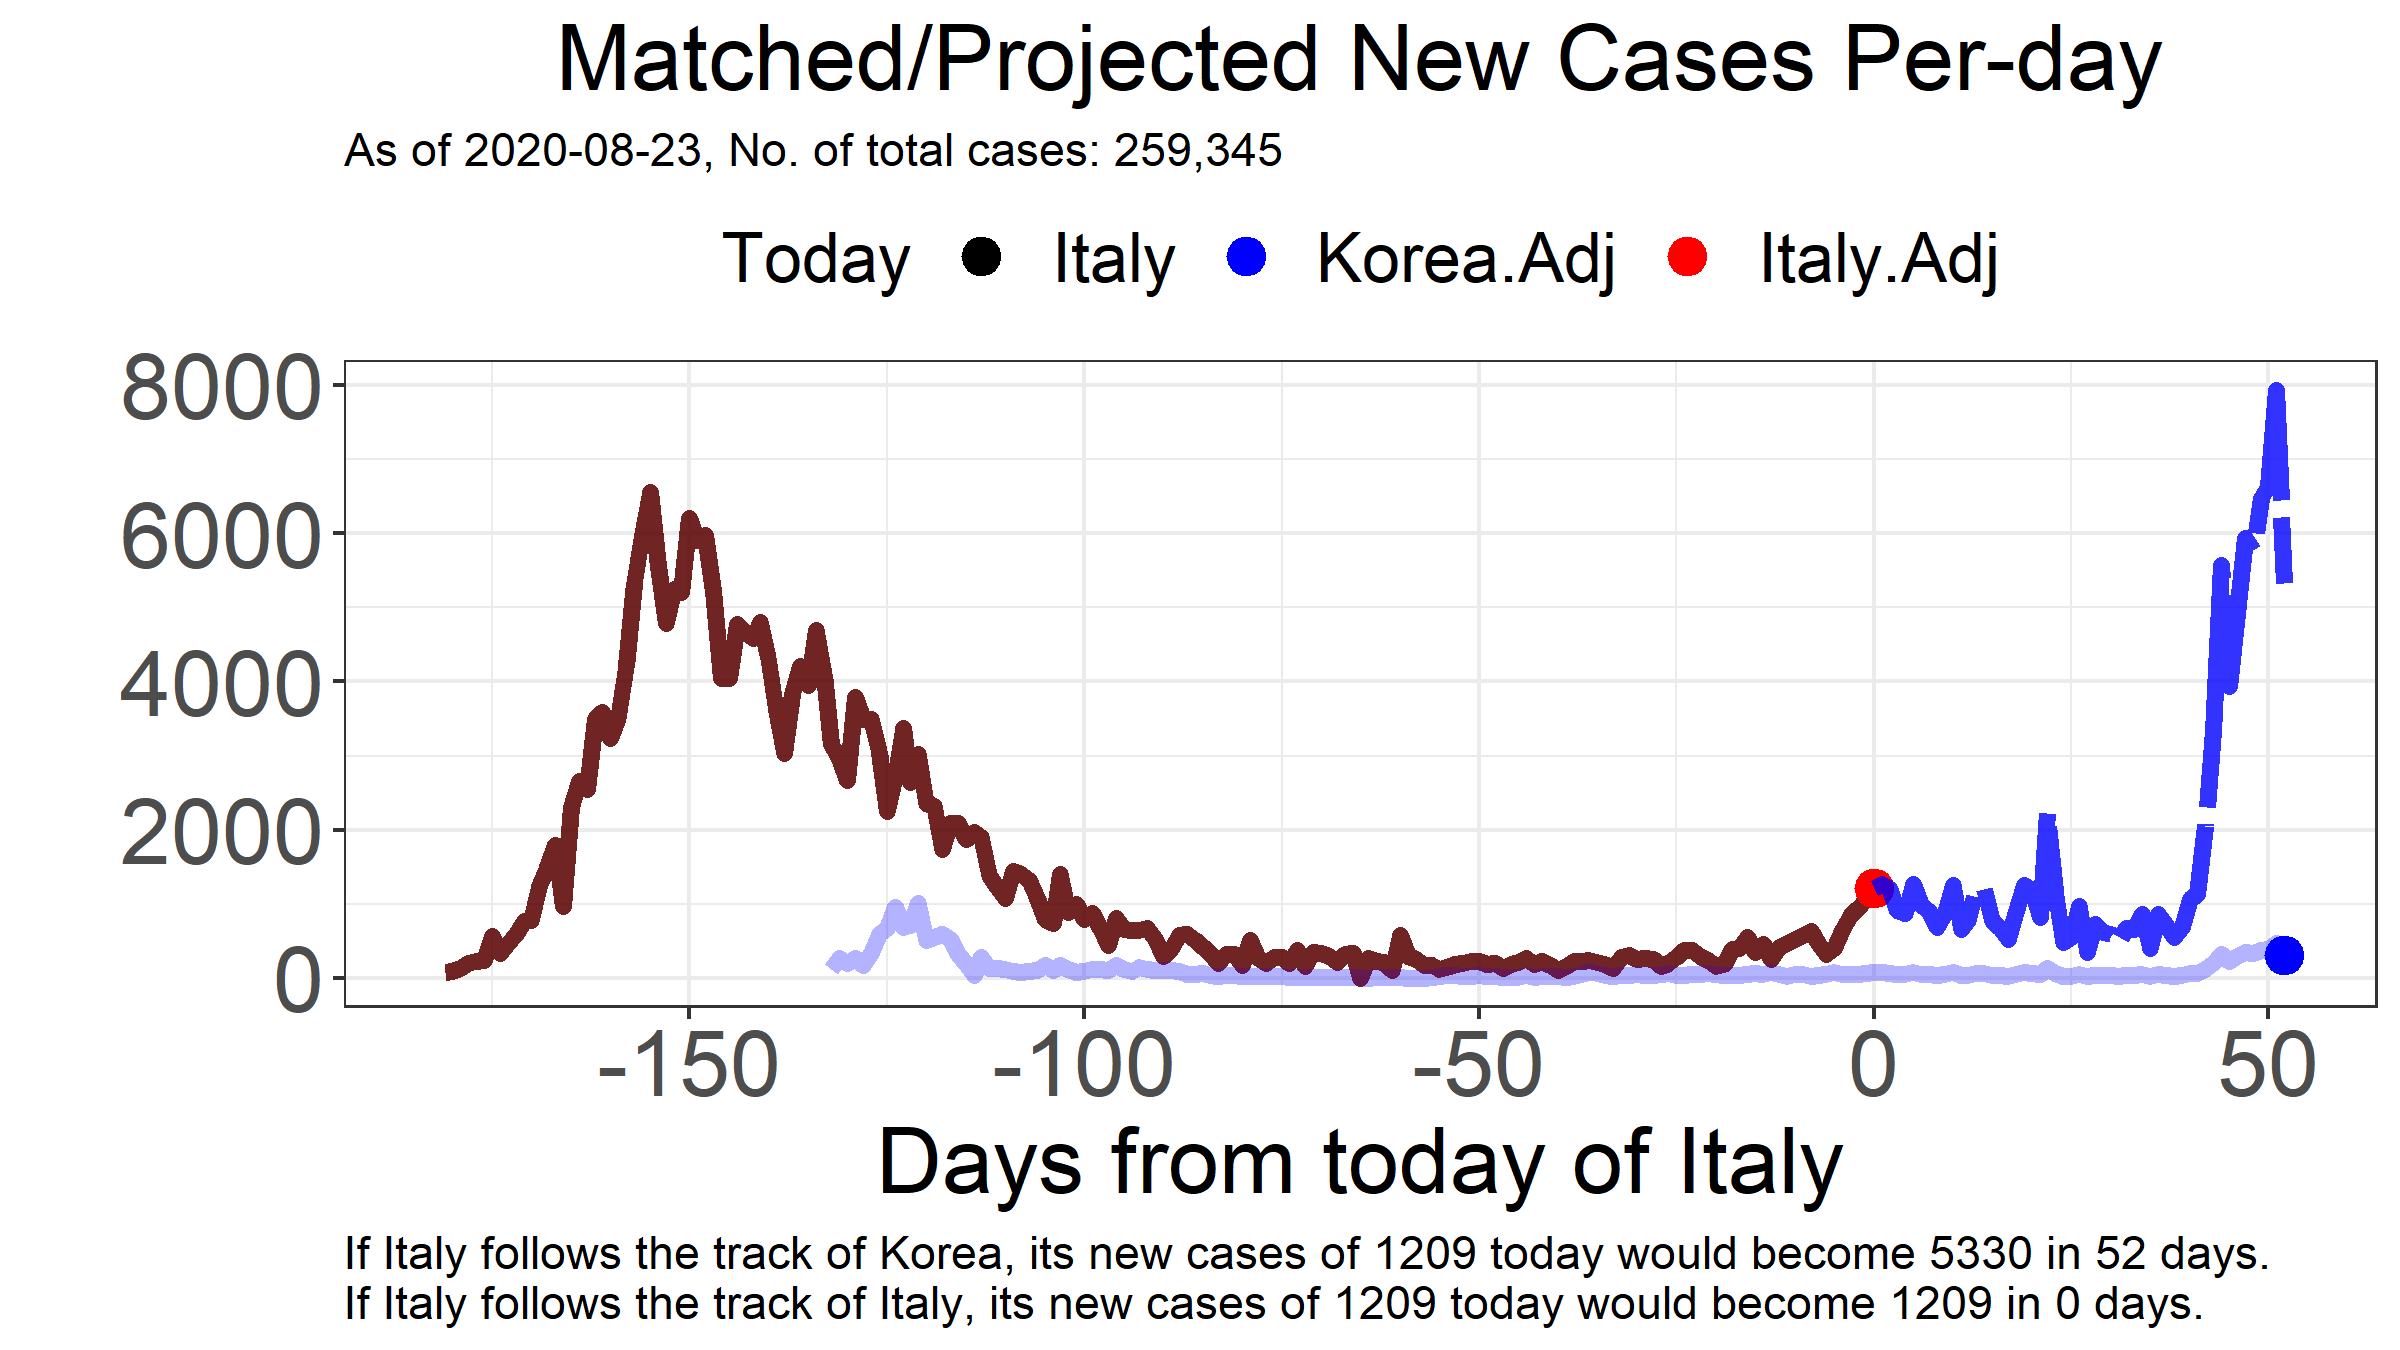 Matched/Projected New Cases Per-day
As of 2020-08-23, No. of total cases: 259,345
Today Italy Korea.Adj Italy.Adj
8000
6000
4000
2000
0
-150 -100 -50 0 50
Days from today of Italy
If Italy follows the track of Korea, its new cases of 1209 today would become 5330 in 52 days.
If Italy follows the track of Italy, its new cases of 1209 today would become 1209 in 0 days.